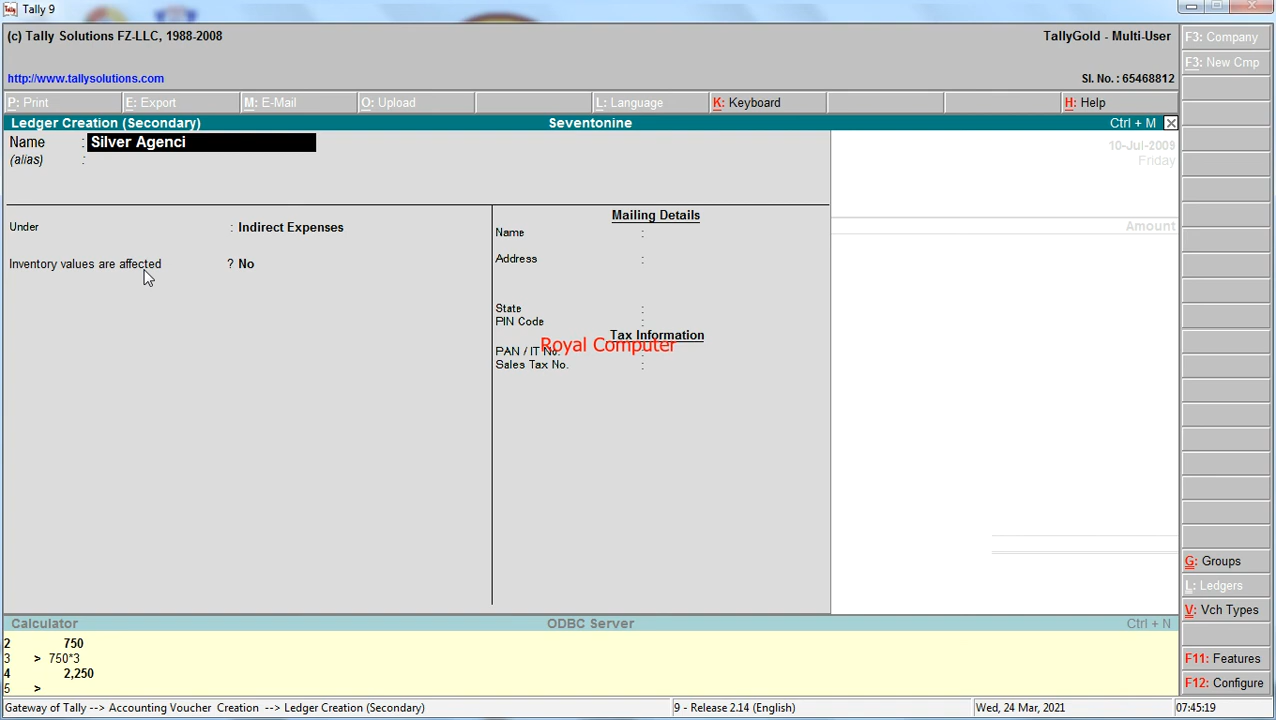 Tally 9
(c) Tally Solutions FZ-LLC, 1988-2008
TallyGold - Multi-User
http://www.tallysolutions.com
Sl. No. : 65468812
P: Print E: Export M: E-Mail O: Upload L: Language K: Keyboard H: Help
Ledger Creation (Secondary) Seventonine Ctrl + M
Name : Silver Agenci
(alias) :
10-Jul-2009
Friday
Amount
Under : Indirect Expenses
Inventory values are affected ? No
Mailing Details
Name :
Address :
State :
PIN Code :
Tax Information
Royal Computer
PAN / IT No. :
Sales Tax No. :
F3: Company
F3: New Cmp
G: Groups
L: Ledgers
V: Vch Types
F11: Features
F12: Configure
Calculator ODBC Server Ctrl + N
2 750
3 > 750*3
4 2,250
5 >
Gateway of Tally --> Accounting Voucher Creation --> Ledger Creation (Secondary) 9 - Release 2.14 (English) Wed, 24 Mar, 2021 07:45:19